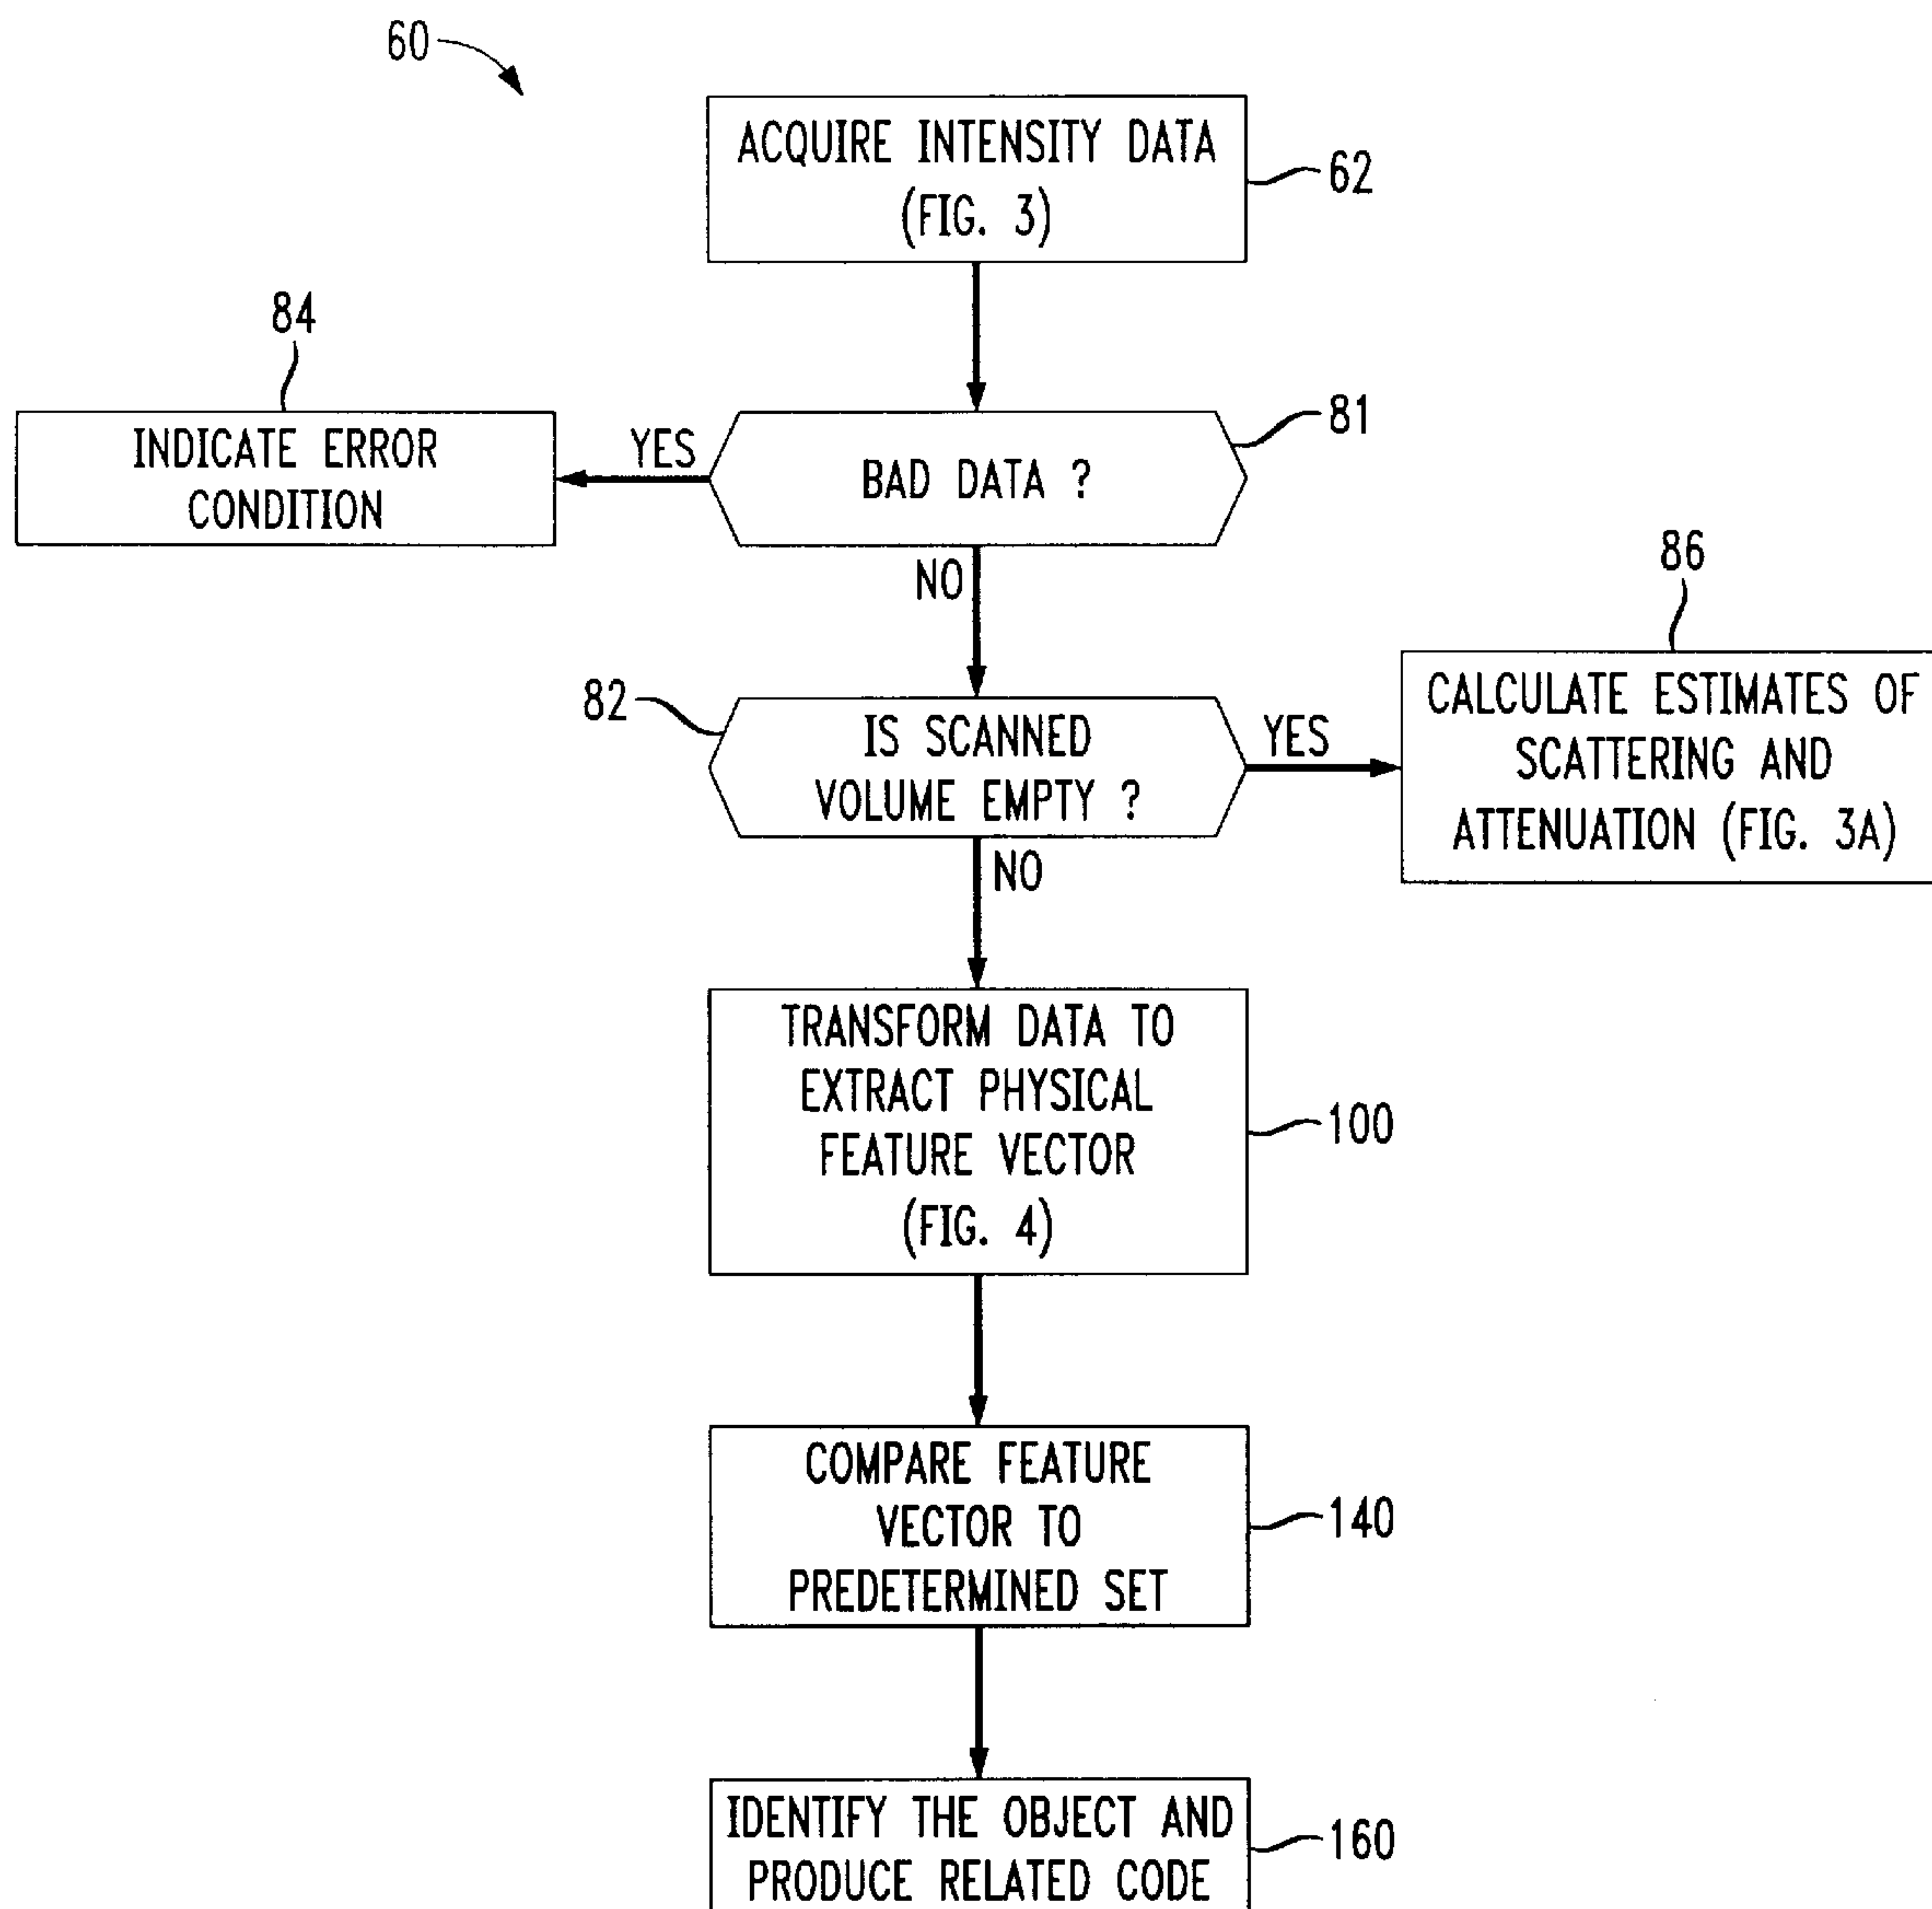 60
ACQUIRE INTENSITY DATA
(FIG. 3)
62
84
INDICATE ERROR
CONDITION
YES
BAD DATA ?
81
NO
86
82
IS SCANNED
VOLUME EMPTY ?
YES
CALCULATE ESTIMATES OF
SCATTERING AND
ATTENUATION (FIG. 3A)
NO
TRANSFORM DATA TO
EXTRACT PHYSICAL
FEATURE VECTOR
(FIG. 4)
100
COMPARE FEATURE
VECTOR TO
PREDETERMINED SET
140
IDENTIFY THE OBJECT AND
PRODUCE RELATED CODE
160